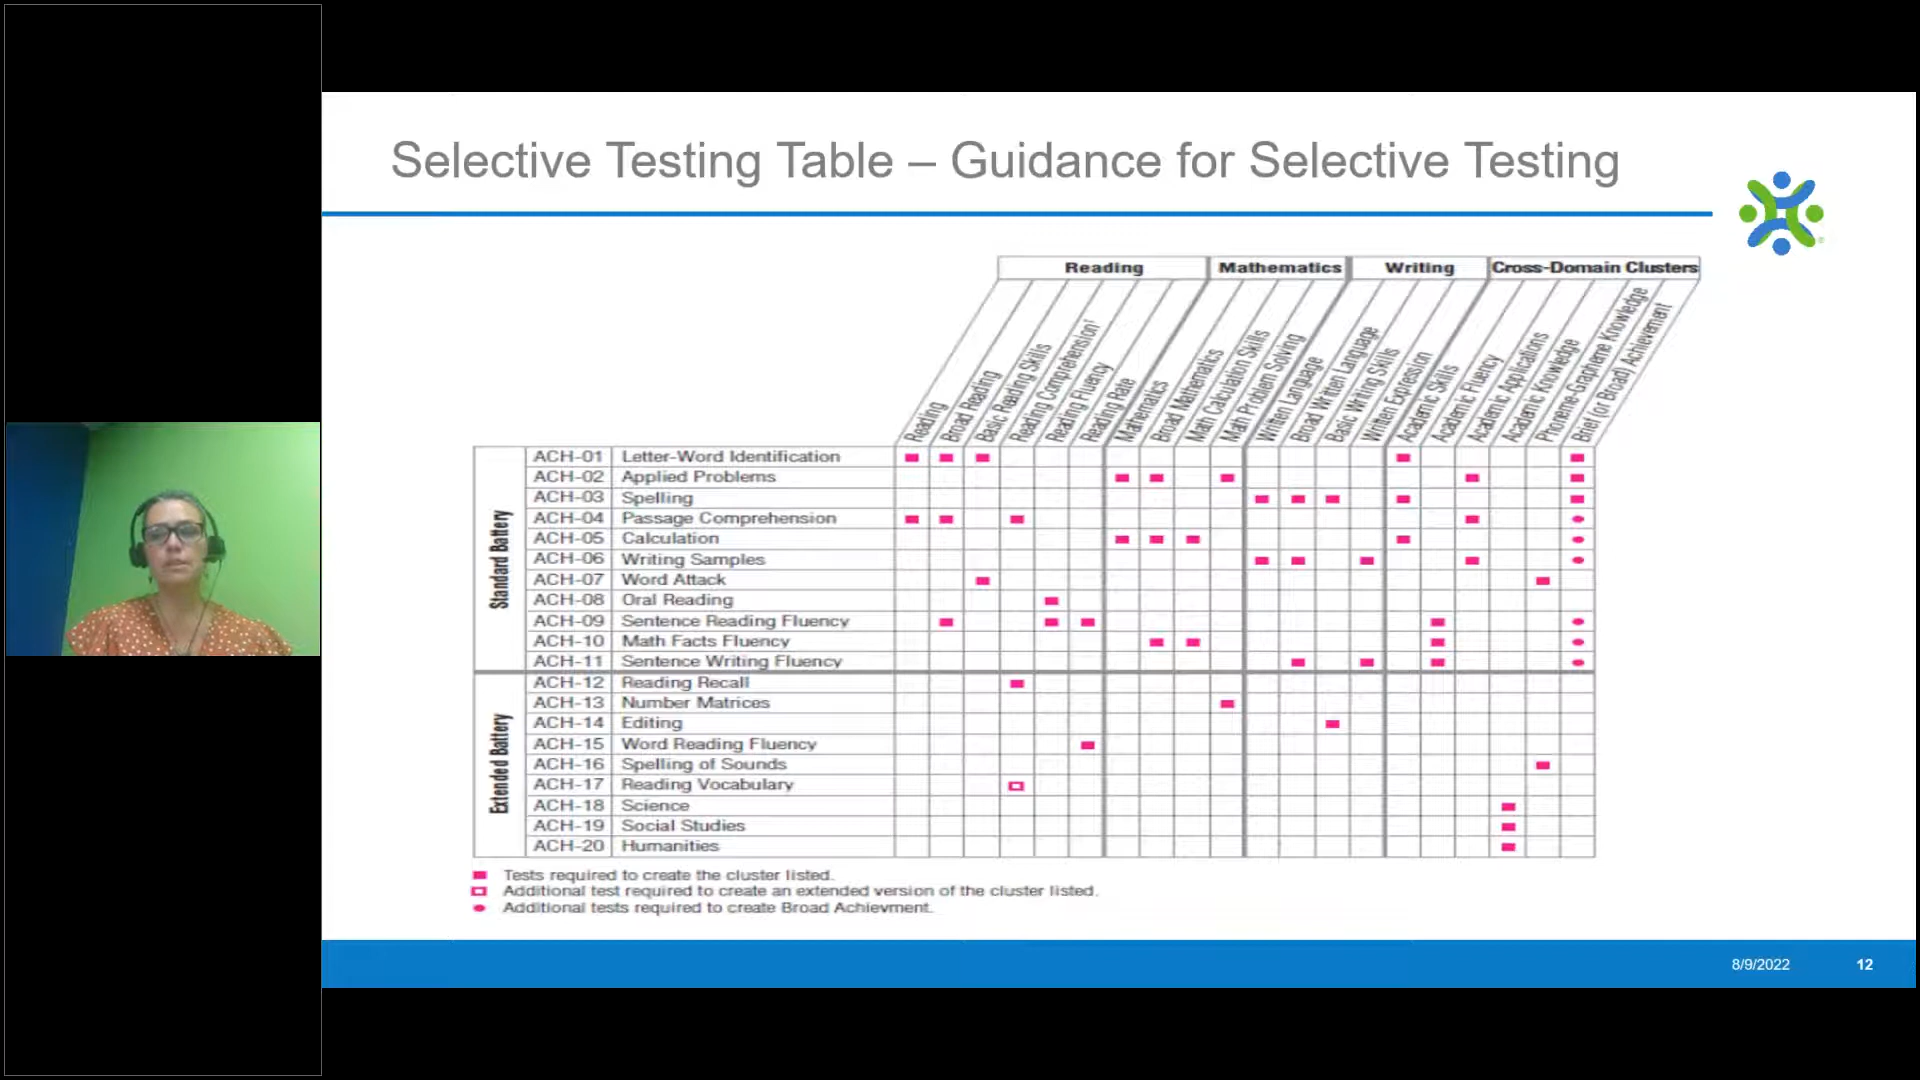 Selective Testing Table – Guidance for Selective Testing
Reading Mathematics Writing Cross-Domain Clusters
Reading
Broad Reading
Basic Reading Skills
Reading Comprehension¹
Reading Fluency
Reading Rate
Mathematics
Broad Mathematics
Math Calculation Skills
Math Problem Solving
Written Language
Broad Written Language
Basic Writing Skills
Written Expression
Academic Skills
Academic Fluency
Academic Applications
Academic Knowledge
Phoneme-Grapheme Knowledge
Brief (or Broad) Achievement
Standard Battery
ACH-01 Letter-Word Identification
ACH-02 Applied Problems
ACH-03 Spelling
ACH-04 Passage Comprehension
ACH-05 Calculation
ACH-06 Writing Samples
ACH-07 Word Attack
ACH-08 Oral Reading
ACH-09 Sentence Reading Fluency
ACH-10 Math Facts Fluency
ACH-11 Sentence Writing Fluency
Extended Battery
ACH-12 Reading Recall
ACH-13 Number Matrices
ACH-14 Editing
ACH-15 Word Reading Fluency
ACH-16 Spelling of Sounds
ACH-17 Reading Vocabulary
ACH-18 Science
ACH-19 Social Studies
ACH-20 Humanities
Tests required to create the cluster listed.
Additional test required to create an extended version of the cluster listed.
Additional tests required to create Broad Achievment.
8/9/2022 12